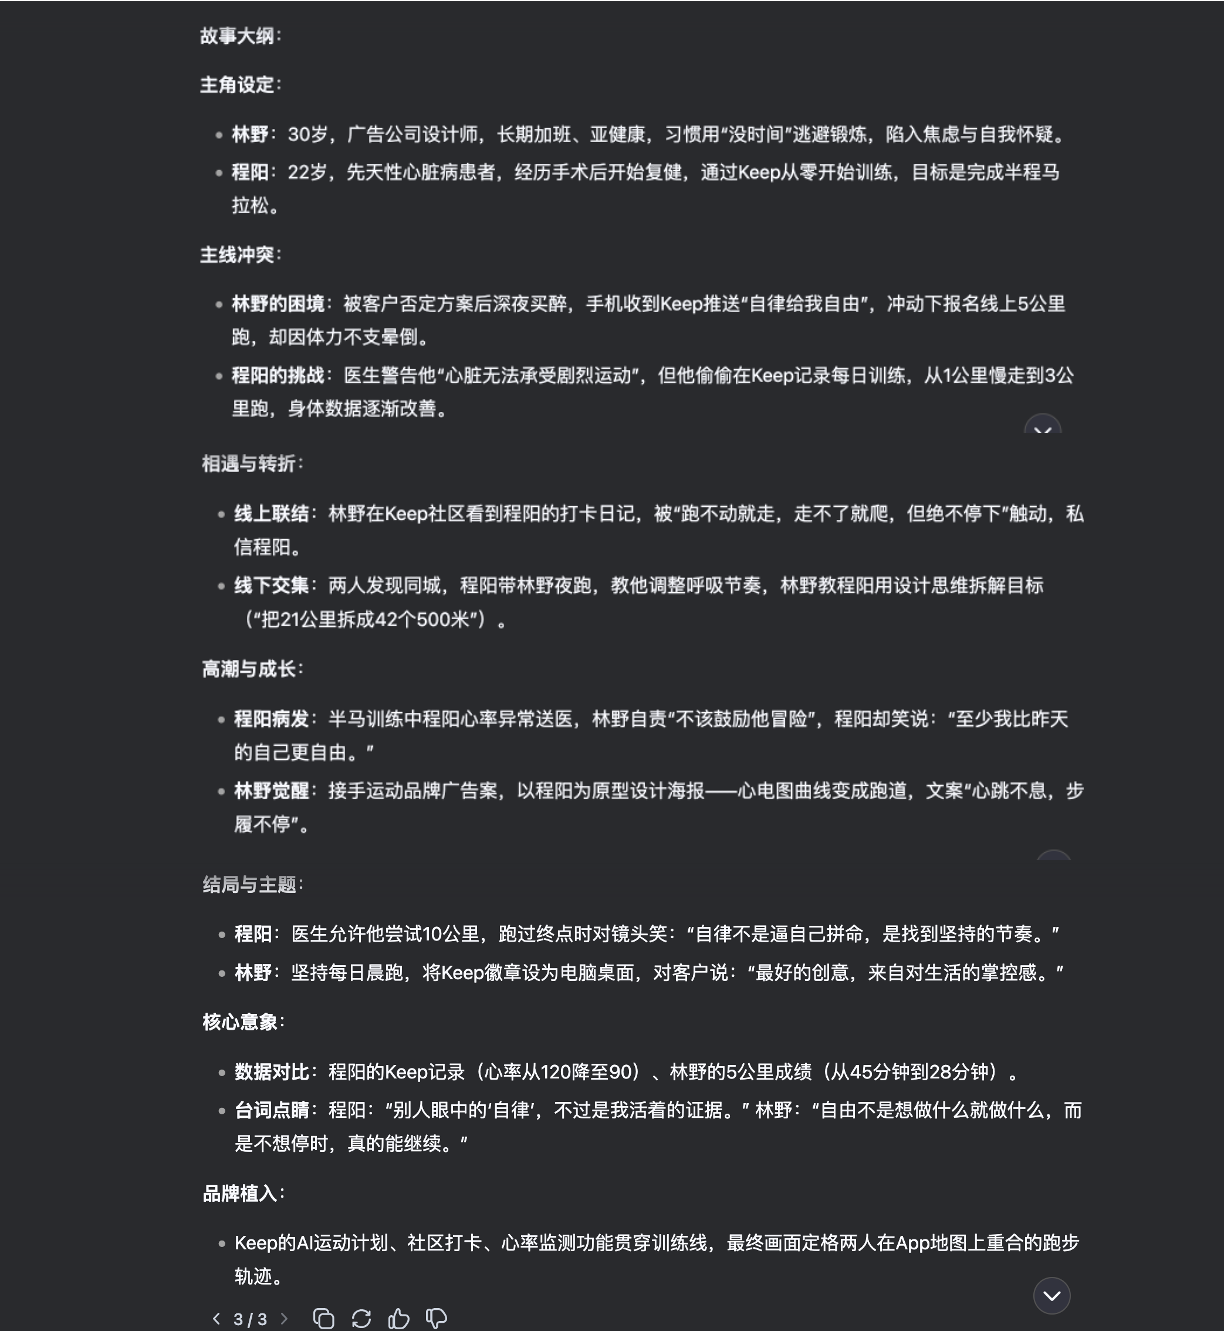 故事大纲：
主角设定：
林野：30岁，广告公司设计师，长期加班、亚健康，习惯用“没时间”逃避锻炼，陷入焦虑与自我怀疑。
程阳：22岁，先天性心脏病患者，经历手术后开始复健，通过Keep从零开始训练，目标是完成半程马
拉松。
主线冲突：
林野的困境：被客户否定方案后深夜买醉，手机收到Keep推送“自律给我自由”，冲动下报名线上5公里
跑，却因体力不支晕倒。
程阳的挑战：医生警告他“心脏无法承受剧烈运动”，但他偷偷在Keep记录每日训练，从1公里慢走到3公
里跑，身体数据逐渐改善。
相遇与转折：
线上联结：林野在Keep社区看到程阳的打卡日记，被“跑不动就走，走不了就爬，但绝不停下”触动，私
信程阳。
线下交集：两人发现同城，程阳带林野夜跑，教他调整呼吸节奏，林野教程阳用设计思维拆解目标
（“把21公里拆成42个500米”）。
高潮与成长：
程阳病发：半马训练中程阳心率异常送医，林野自责“不该鼓励他冒险”，程阳却笑说：“至少我比昨天
的自己更自由。”
林野觉醒：接手运动品牌广告案，以程阳为原型设计海报——心电图曲线变成跑道，文案“心跳不息，步
履不停”。
结局与主题：
程阳：医生允许他尝试10公里，跑过终点时对镜头笑：“自律不是逼自己拼命，是找到坚持的节奏。”
林野：坚持每日晨跑，将Keep徽章设为电脑桌面，对客户说：“最好的创意，来自对生活的掌控感。”
核心意象：
数据对比：程阳的Keep记录（心率从120降至90）、林野的5公里成绩（从45分钟到28分钟）。
台词点睛：程阳：“别人眼中的‘自律’，不过是我活着的证据。” 林野：“自由不是想做什么就做什么，而
是不想停时，真的能继续。”
品牌植入：
Keep的AI运动计划、社区打卡、心率监测功能贯穿训练线，最终画面定格两人在App地图上重合的跑步
轨迹。
3 / 3